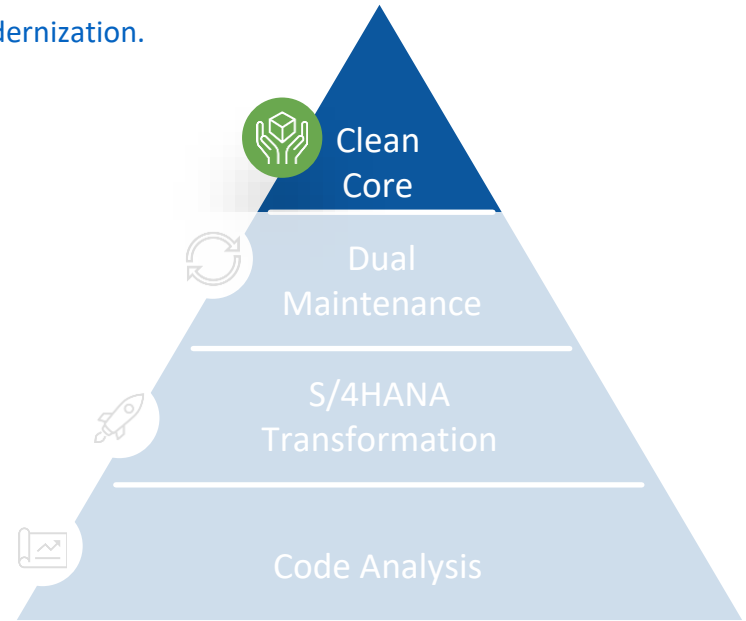 dernization.
Clean
Core
Dual
Maintenance
S/4HANA
Transformation
Code Analysis